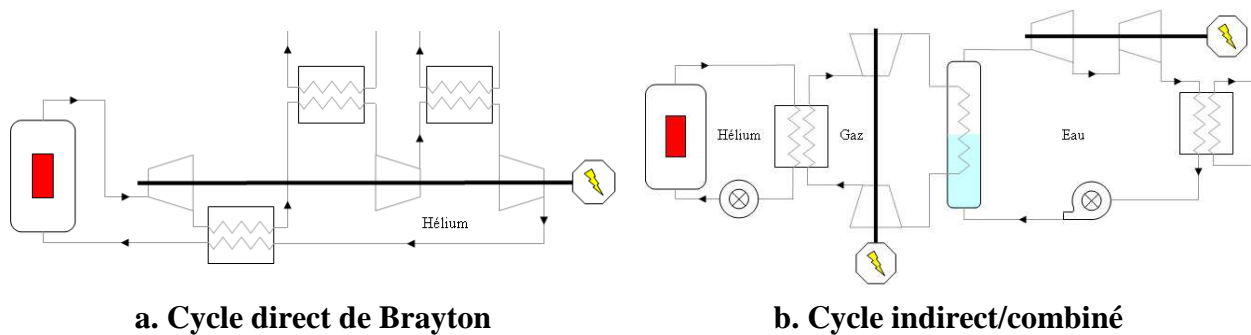 Hélium
a. Cycle direct de Brayton
Hélium
Gaz
Eau
b. Cycle indirect/combiné